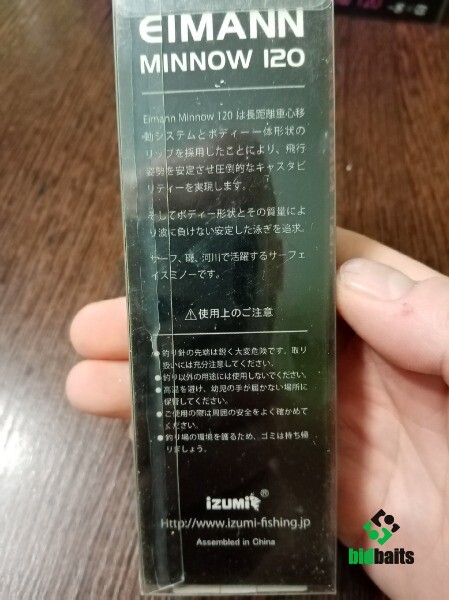 EIMANN
MINNOW 120
Eimann Minnow 120 は長距離重心移
動システムとボディー一体形状の
リップを採用したことにより、飛行
姿勢を安定させ圧倒的なキャスタビ
リティーを実現します。
そしてボディー形状とその質量によ
り波に負けない安定した泳ぎを追求。
サーフ、磯、河川で活躍するサーフェ
イスミノーです。
⚠使用上のご注意
●釣り針の先端は鋭く大変危険です、取り
扱いには充分注意してください。
●釣り以外の用途には使用しないでください。
●高温を避け、幼児の手が届かない場所に
保管してください。
●ご使用の際は周囲の安全をよく確かめて
ください。
●釣り場の環境を護るため、ゴミは持ち帰
りましょう。
izumi®
Http://www.izumi-fishing.jp
Assembled in China
bidbaits